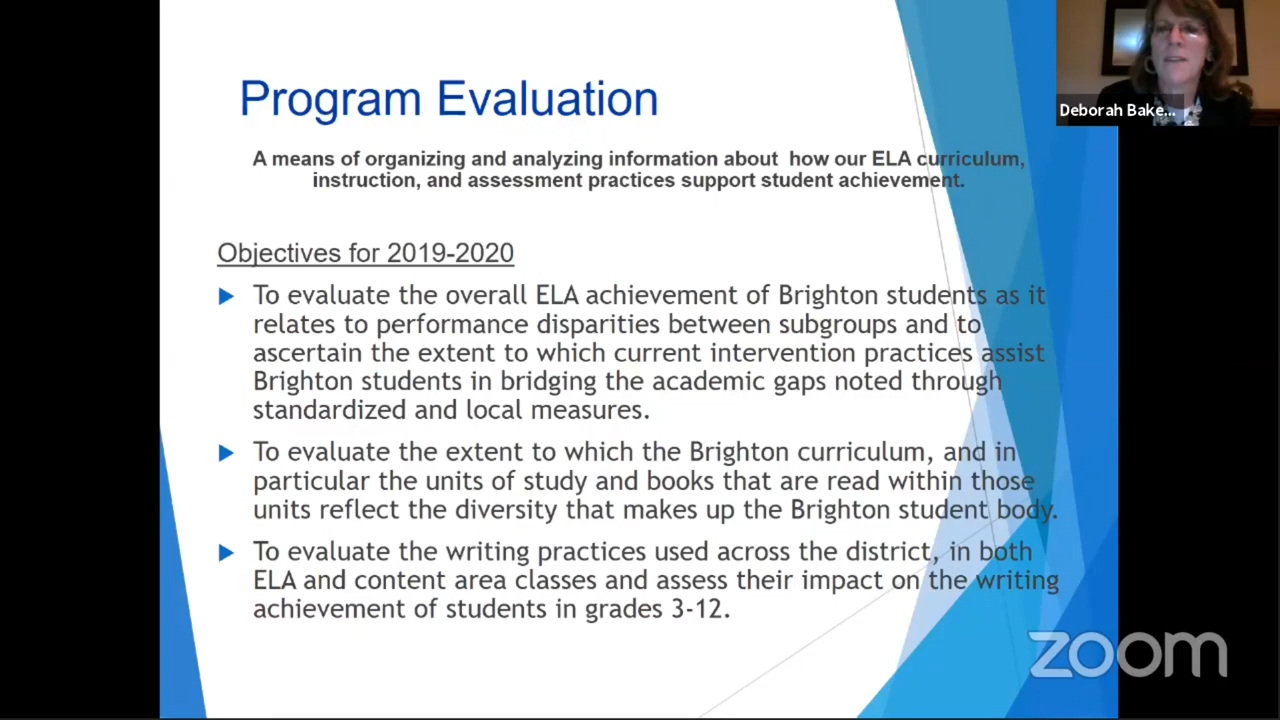 Program Evaluation
A means of organizing and analyzing information about how our ELA curriculum,
instruction, and assessment practices support student achievement.
Objectives for 2019-2020
To evaluate the overall ELA achievement of Brighton students as it
relates to performance disparities between subgroups and to
ascertain the extent to which current intervention practices assist
Brighton students in bridging the academic gaps noted through
standardized and local measures.
To evaluate the extent to which the Brighton curriculum, and in
particular the units of study and books that are read within those
units reflect the diversity that makes up the Brighton student body.
To evaluate the writing practices used across the district, in both
ELA and content area classes and assess their impact on the writing
achievement of students in grades 3-12.
Deborah Bake...
zoom